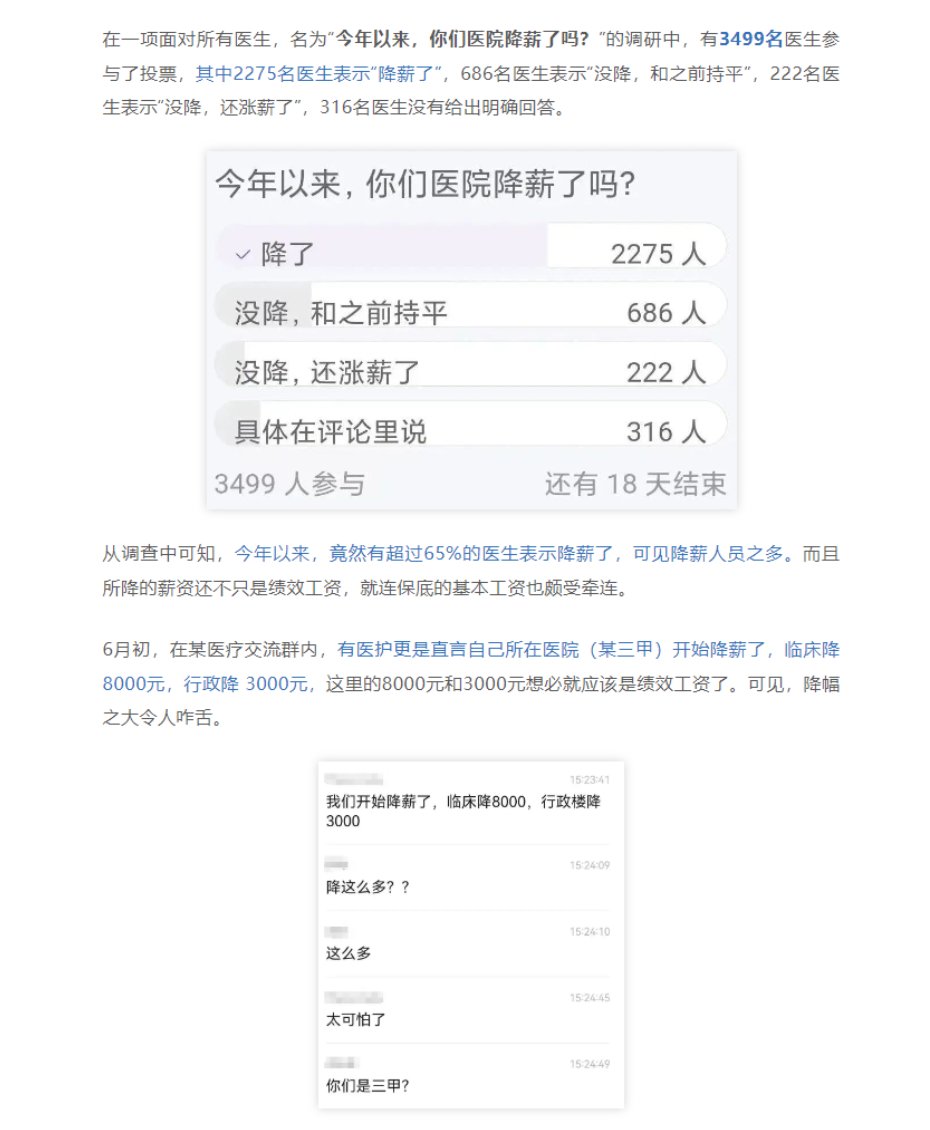 在一项面对所有医生，名为“今年以来，你们医院降薪了吗？”的调研中，有3499名医生参
与了投票，其中2275名医生表示“降薪了”，686名医生表示“没降，和之前持平”，222名医
生表示“没降，还涨薪了”，316名医生没有给出明确回答。
今年以来，你们医院降薪了吗？
降了 2275 人
没降，和之前持平 686 人
没降，还涨薪了 222 人
具体在评论里说 316 人
3499 人参与 还有 18 天结束
从调查中可知，今年以来，竟然有超过65%的医生表示降薪了，可见降薪人员之多。而且
所降的薪资还不只是绩效工资，就连保底的基本工资也颇受牵连。
6月初，在某医疗交流群内，有医护更是直言自己所在医院（某三甲）开始降薪了，临床降
8000元，行政降 3000元，这里的8000元和3000元想必就应该是绩效工资了。可见，降幅
之大令人咋舌。
15:23:41
我们开始降薪了，临床降8000，行政楼降
3000
15:24:09
降这么多？？
15:24:10
这么多
15:24:45
太可怕了
15:24:49
你们是三甲？